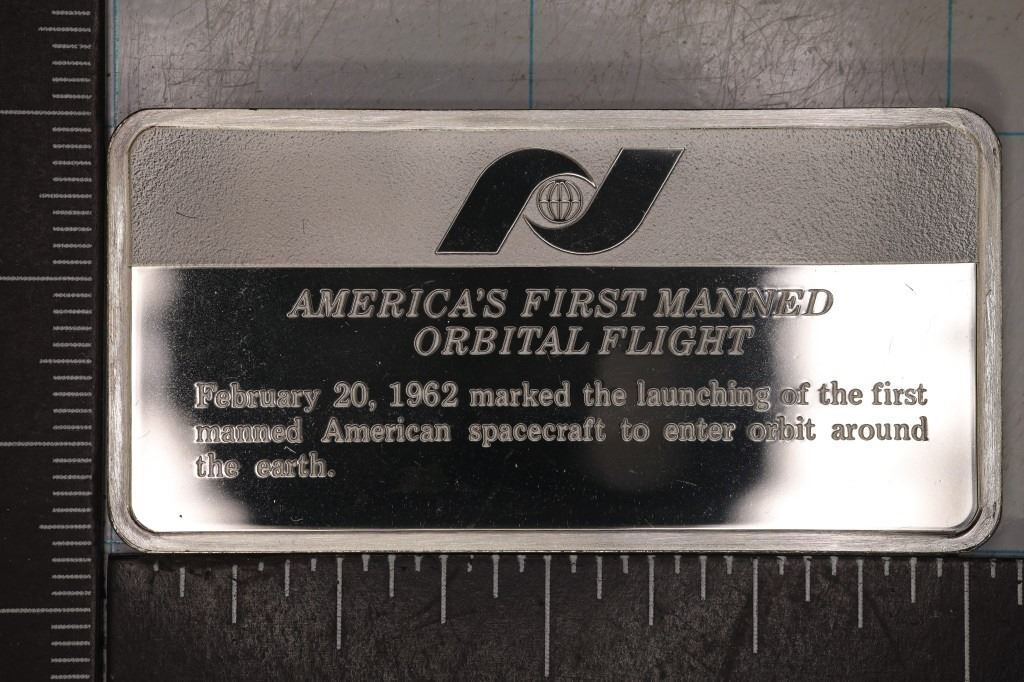 AMERICA'S FIRST MANNED
ORBITAL FLIGHT
February 20, 1962 marked the launching of the first
manned American spacecraft to enter orbit around
the earth.